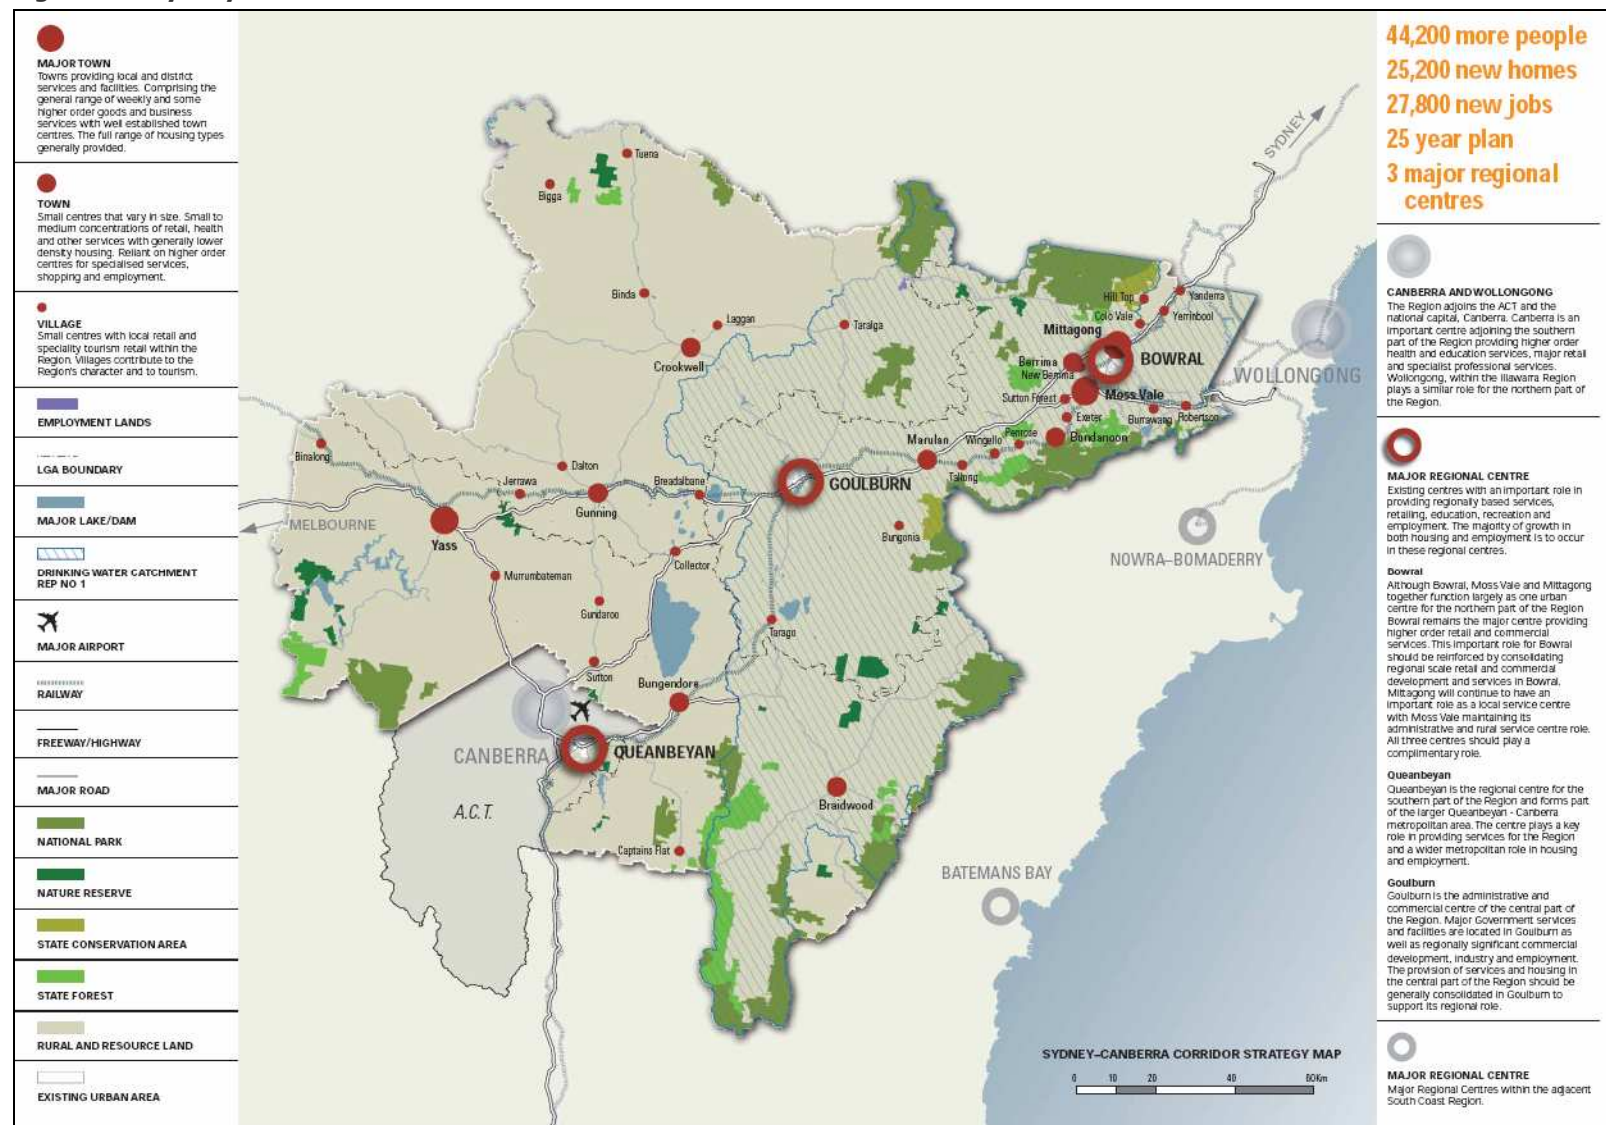 MAJOR TOWN
Towns providing local and district
services and facilities. Comprising the
general range of weekly and some
higher order goods and business
services with well established town
centres. The full range of housing types
generally provided.
TOWN
Small centres that vary in size. Small to
medium concentrations of retail, health
and other services with generally lower
density housing. Reliant on higher order
centres for specialised services,
shopping and employment.
VILLAGE
Small centres with local retail and
speciality tourism retail within the
Region. Villages contribute to the
Region's character and to tourism.
EMPLOYMENT LANDS
LGA BOUNDARY
MAJOR LAKE/DAM
DRINKING WATER CATCHMENT
REP NO 1
MAJOR AIRPORT
RAILWAY
FREEWAY/HIGHWAY
MAJOR ROAD
NATIONAL PARK
NATURE RESERVE
STATE CONSERVATION AREA
STATE FOREST
RURAL AND RESOURCE LAND
EXISTING URBAN AREA
SYDNEY
Tuena
Bigga
Binda
Laggan
Taralga
Crookwell
Hill Top
Yanderra
Colo Vale
Yerrinbool
Mittagong
Berrima
BOWRAL
New Berrima
WOLLONGONG
Sutton Forest
Moss Vale
Exeter
Burrawang
Robertson
Penrose
Bundanoon
Marulan
Wingello
Tallong
Binalong
Dalton
Jerrawa
Breadalbane
GOULBURN
Gunning
MELBOURNE
Yass
Bungonia
NOWRA–BOMADERRY
Collector
Murrumbateman
Gundaroo
Tarago
Sutton
Bungendore
CANBERRA
QUEANBEYAN
A.C.T.
Braidwood
Captains Flat
BATEMANS BAY
SYDNEY–CANBERRA CORRIDOR STRATEGY MAP
0 10 20 40 60Km
44,200 more people
25,200 new homes
27,800 new jobs
25 year plan
3 major regional
centres
CANBERRA AND WOLLONGONG
The Region adjoins the ACT and the
national capital, Canberra. Canberra is an
important centre adjoining the southern
part of the Region providing higher order
health and education services, major retail
and specialist professional services.
Wollongong, within the Illawarra Region
plays a similar role for the northern part of
the Region.
MAJOR REGIONAL CENTRE
Existing centres with an important role in
providing regionally based services,
retailing, education, recreation and
employment. The majority of growth in
both housing and employment is to occur
in these regional centres.
Bowral
Although Bowral, Moss Vale and Mittagong
together function largely as one urban
centre for the northern part of the Region
Bowral remains the major centre providing
higher order retail and commercial
services. This important role for Bowral
should be reinforced by consolidating
regional scale retail and commercial
development and services in Bowral.
Mittagong will continue to have an
important role as a local service centre
with Moss Vale maintaining its
administrative and rural service centre role.
All three centres should play a
complimentary role.
Queanbeyan
Queanbeyan is the regional centre for the
southern part of the Region and forms part
of the larger Queanbeyan - Canberra
metropolitan area. The centre plays a key
role in providing services for the Region
and a wider metropolitan role in housing
and employment.
Goulburn
Goulburn is the administrative and
commercial centre of the central part of
the Region. Major Government services
and facilities are located in Goulburn as
well as regionally significant commercial
development, industry and employment.
The provision of services and housing in
the central part of the Region should be
generally consolidated in Goulburn to
support its regional role.
MAJOR REGIONAL CENTRE
Major Regional Centres within the adjacent
South Coast Region.